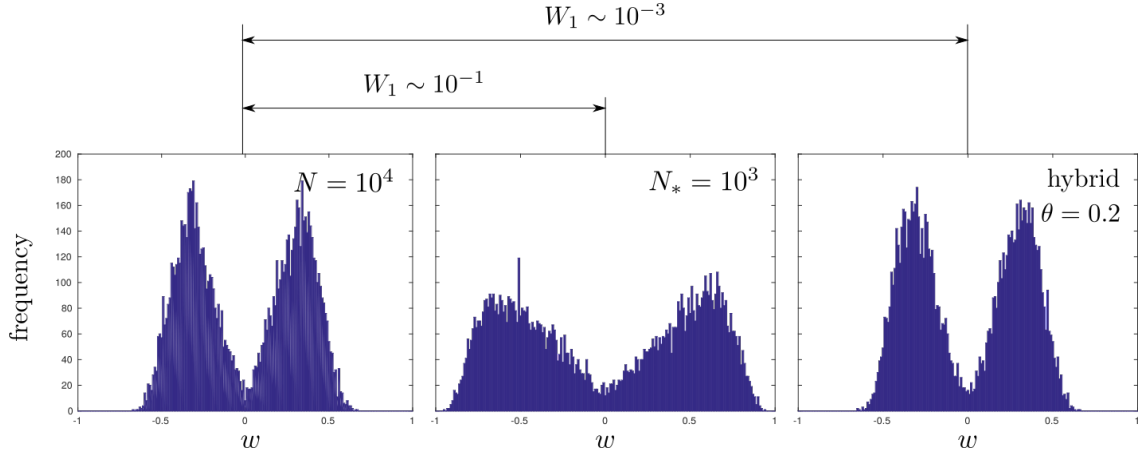 W₁ ∼ 10⁻³
W₁ ∼ 10⁻¹
frequency
200
180
160
140
120
100
80
60
40
20
0
N = 10⁴
-1 -0.5 0 0.5 1
w
N∗ = 10³
-1 -0.5 0 0.5 1
w
hybrid
θ = 0.2
-1 -0.5 0 0.5 1
w